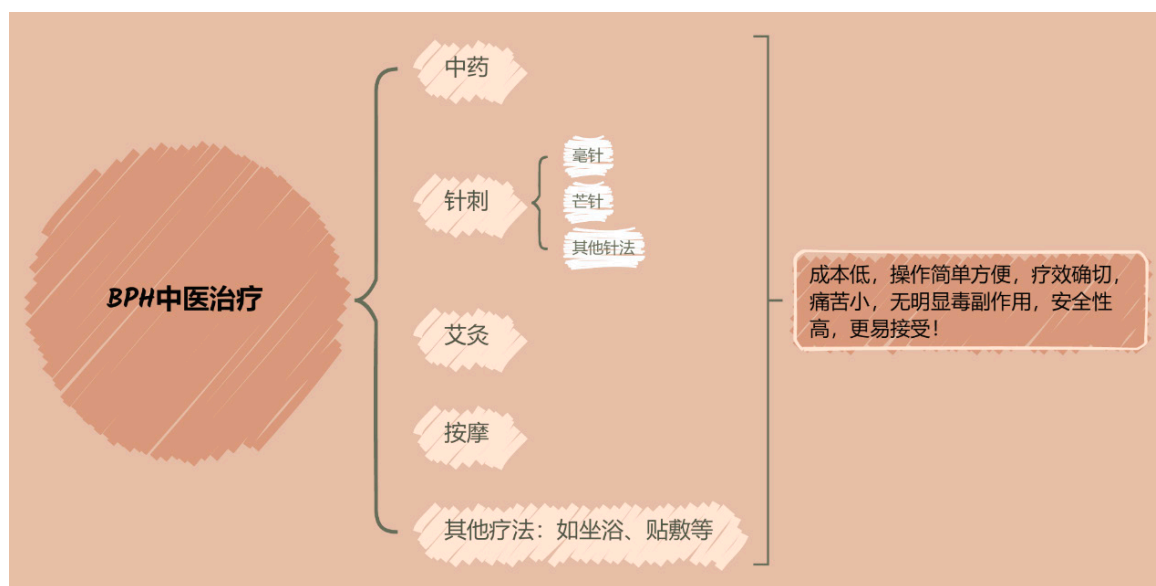 BPH中医治疗
中药
针刺
毫针
芒针
其他针法
艾灸
按摩
其他疗法：如坐浴、贴敷等
成本低，操作简单方便，疗效确切，
痛苦小，无明显毒副作用，安全性
高，更易接受！